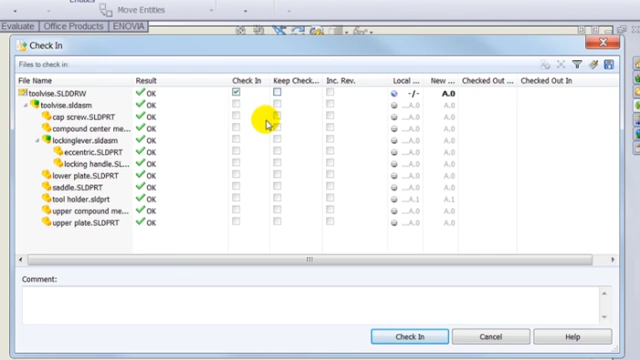 Entities
Move Entities
Evaluate Office Products ENOVIA
Check In
Files to check in:
File Name Result Check In Keep Check... Inc. Rev. Local ... New ... Checked Out ... Checked Out In
toolvise.SLDDRW OK -/- A.0
toolvise.sldasm OK ...A.0 A.0
cap screw.SLDPRT OK ...A.0 A.0
compound center me... OK ...A.0 A.0
lockinglever.sldasm OK ...A.0 A.0
eccentric.SLDPRT OK ...A.0 A.0
locking handle.SL... OK ...A.0 A.0
lower plate.SLDPRT OK ...A.0 A.0
saddle.SLDPRT OK ...A.0 A.0
tool holder.sldprt OK ...A.1 A.1
upper compound me... OK ...A.0 A.0
upper plate.SLDPRT OK ...A.0 A.0
Comment:
Check In Cancel Help